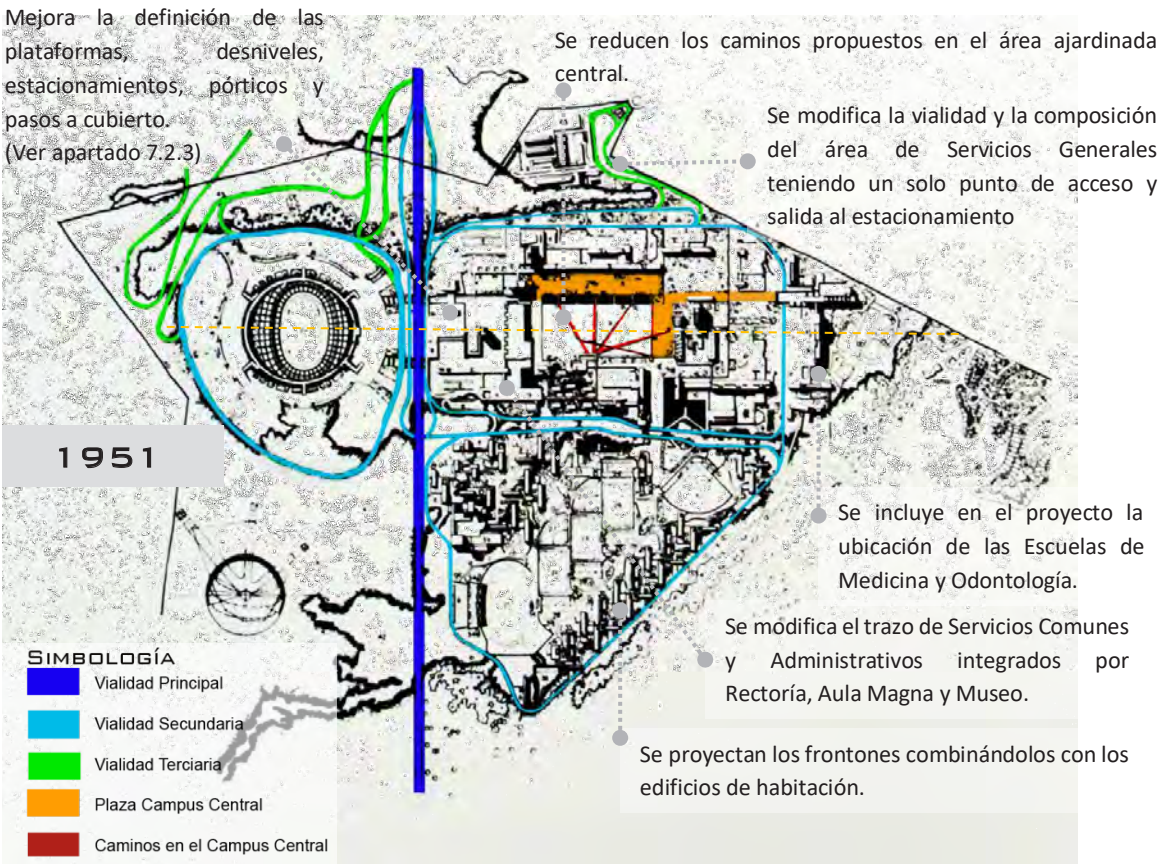 Mejora la definición de las
plataformas, desniveles,
estacionamientos, pórticos y
pasos a cubierto.
(Ver apartado 7.2.3)
Se reducen los caminos propuestos en el área ajardinada
central.
Se modifica la vialidad y la composición
del área de Servicios Generales
teniendo un solo punto de acceso y
salida al estacionamiento
1951
Se incluye en el proyecto la
ubicación de las Escuelas de
Medicina y Odontología.
Se modifica el trazo de Servicios Comunes
y Administrativos integrados por
Rectoría, Aula Magna y Museo.
Se proyectan los frontones combinándolos con los
edificios de habitación.
SIMBOLOGÍA
Vialidad Principal
Vialidad Secundaria
Vialidad Terciaria
Plaza Campus Central
Caminos en el Campus Central